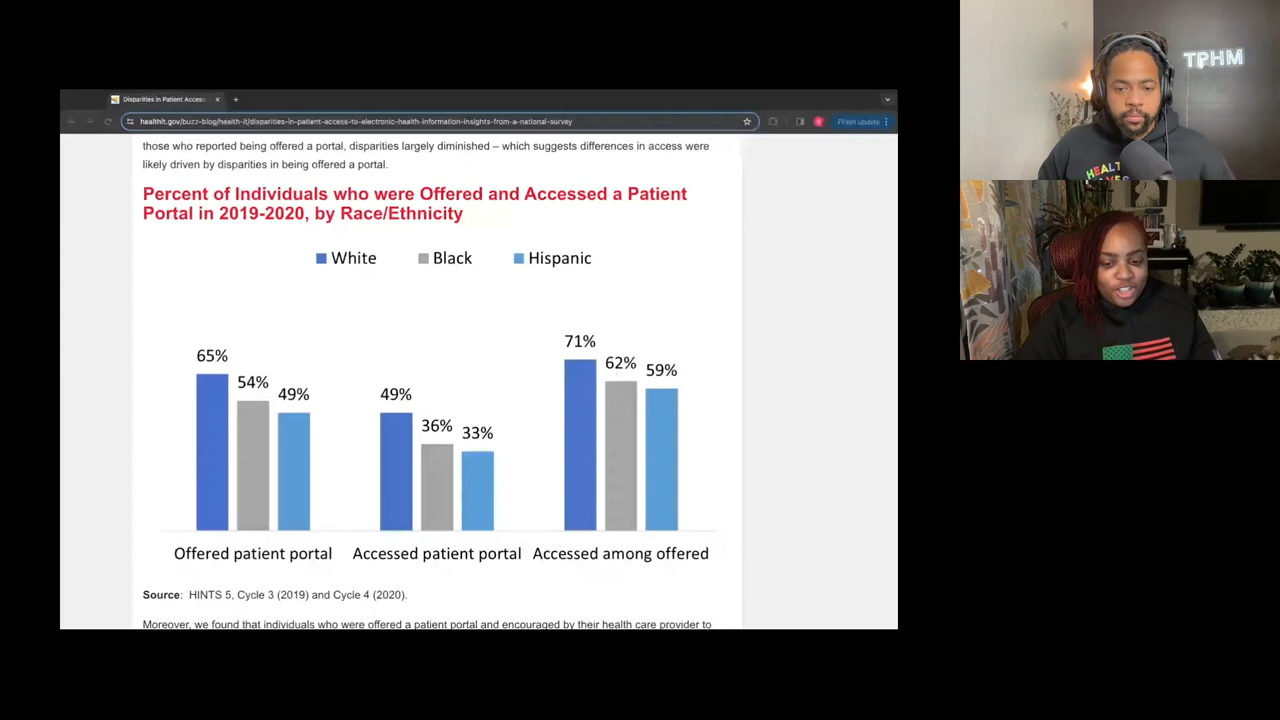 Disparities in Patient Access
healthit.gov/buzz-blog/health-it/disparities-in-patient-access-to-electronic-health-information-insights-from-a-national-survey
those who reported being offered a portal, disparities largely diminished – which suggests differences in access were
likely driven by disparities in being offered a portal.
Percent of Individuals who were Offered and Accessed a Patient
Portal in 2019-2020, by Race/Ethnicity
White Black Hispanic
65% 54% 49%
49% 36% 33%
71% 62% 59%
Offered patient portal Accessed patient portal Accessed among offered
Source: HINTS 5, Cycle 3 (2019) and Cycle 4 (2020).
Moreover, we found that individuals who were offered a patient portal and encouraged by their health care provider to
TPHM
HEALT